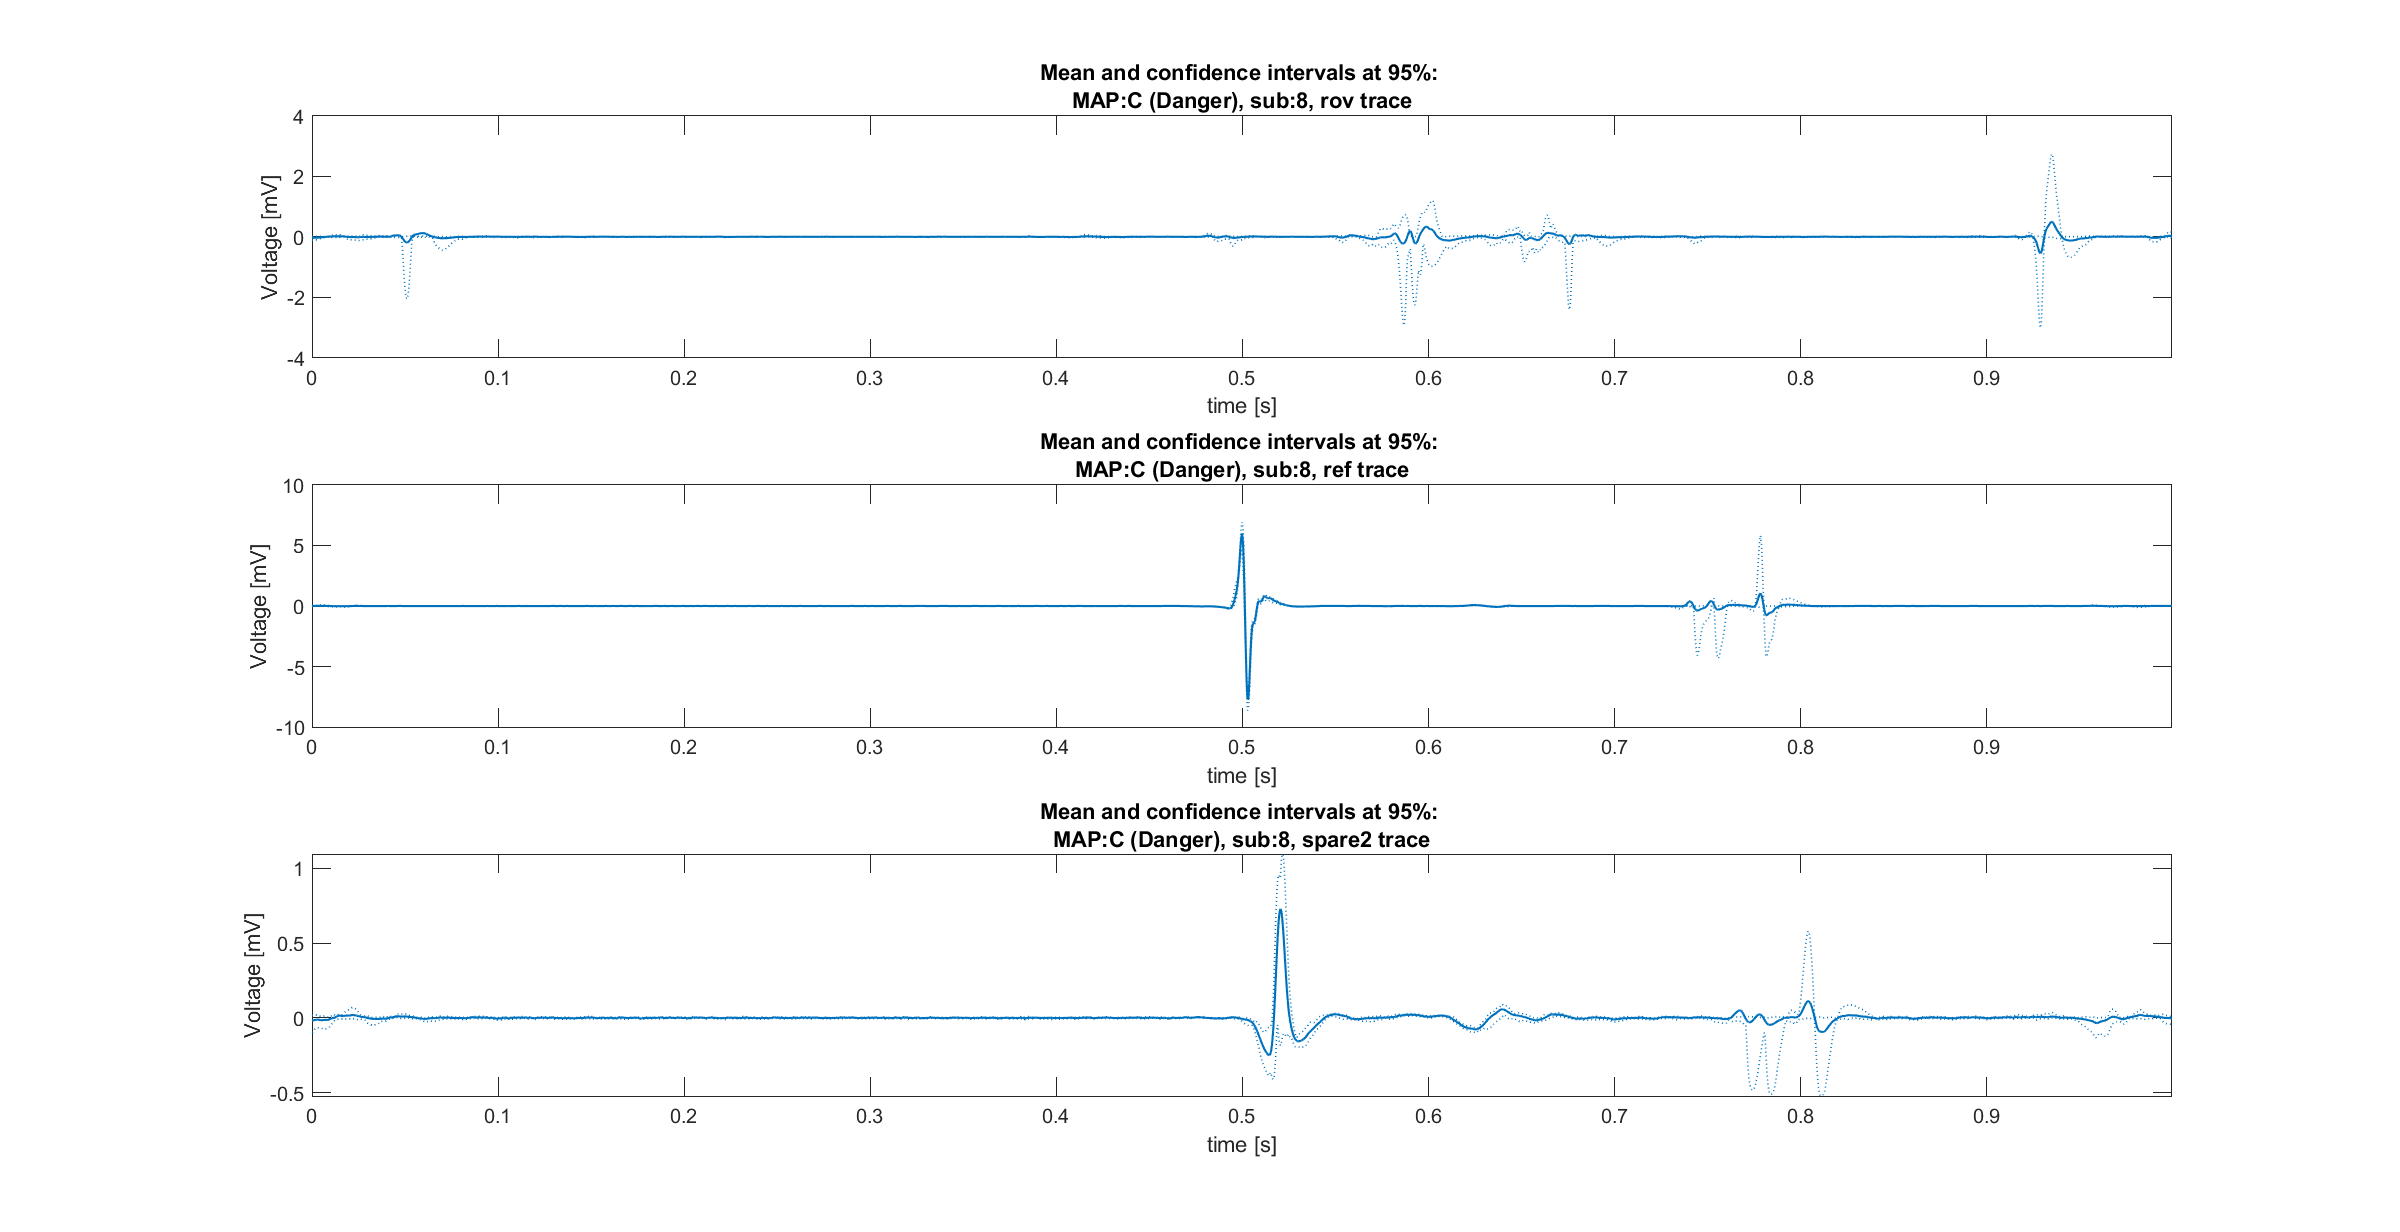 Mean and confidence intervals at 95%:
MAP:C (Danger), sub:8, rov trace
4
2
0
-2
-4
Voltage [mV]
0 0.1 0.2 0.3 0.4 0.5 0.6 0.7 0.8 0.9
time [s]
Mean and confidence intervals at 95%:
MAP:C (Danger), sub:8, ref trace
10
5
0
-5
-10
Voltage [mV]
0 0.1 0.2 0.3 0.4 0.5 0.6 0.7 0.8 0.9
time [s]
Mean and confidence intervals at 95%:
MAP:C (Danger), sub:8, spare2 trace
1
0.5
0
-0.5
Voltage [mV]
0 0.1 0.2 0.3 0.4 0.5 0.6 0.7 0.8 0.9
time [s]